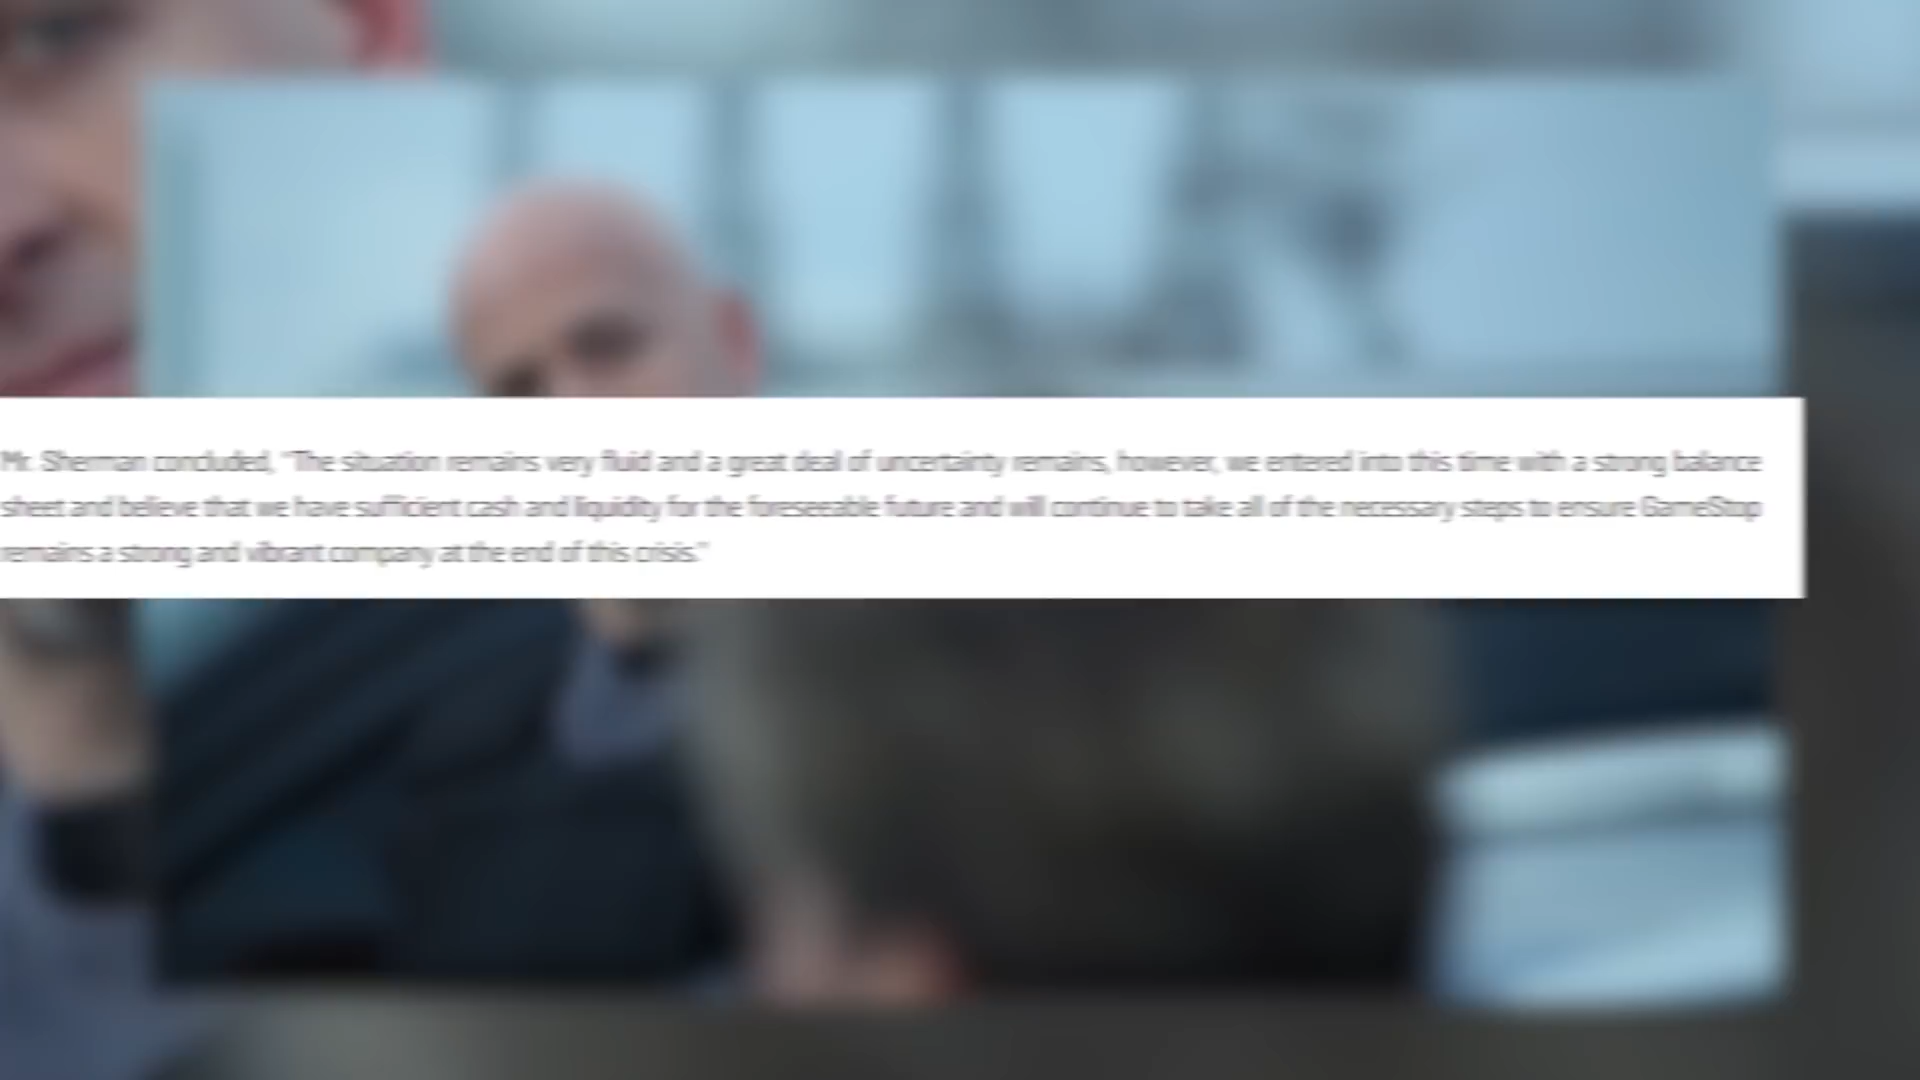 Mr. Sherman concluded, "The situation remains very fluid and a great deal of uncertainty remains, however, we entered into this time with a strong balance
sheet and believe that we have sufficient cash and liquidity for the foreseeable future and will continue to take all of the necessary steps to ensure GameStop
remains a strong and vibrant company at the end of this crisis."